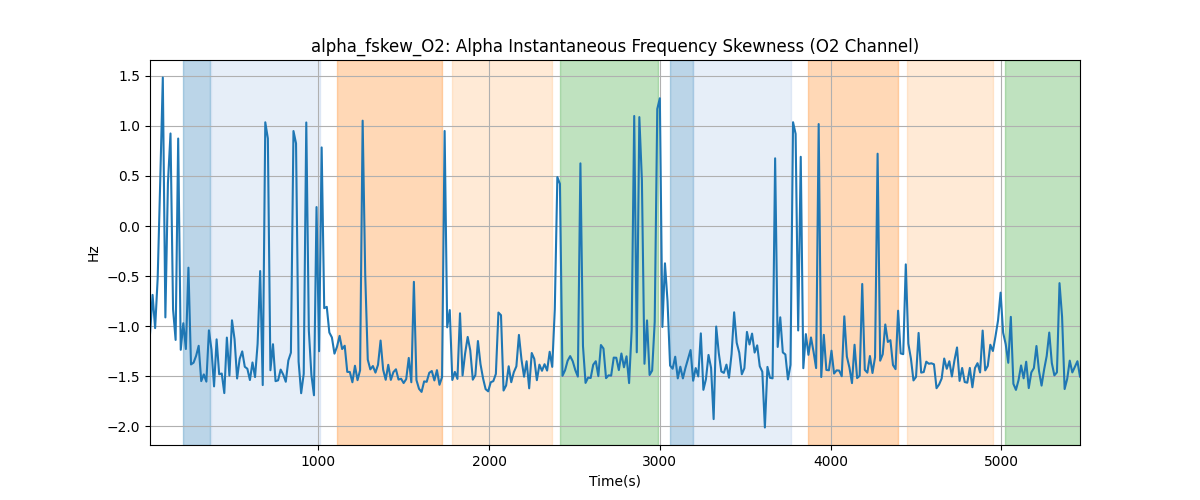 alpha_fskew_O2: Alpha Instantaneous Frequency Skewness (O2 Channel)
1.5
1.0
0.5
0.0
−0.5
−1.0
−1.5
−2.0
Hz
1000 2000 3000 4000 5000
Time(s)